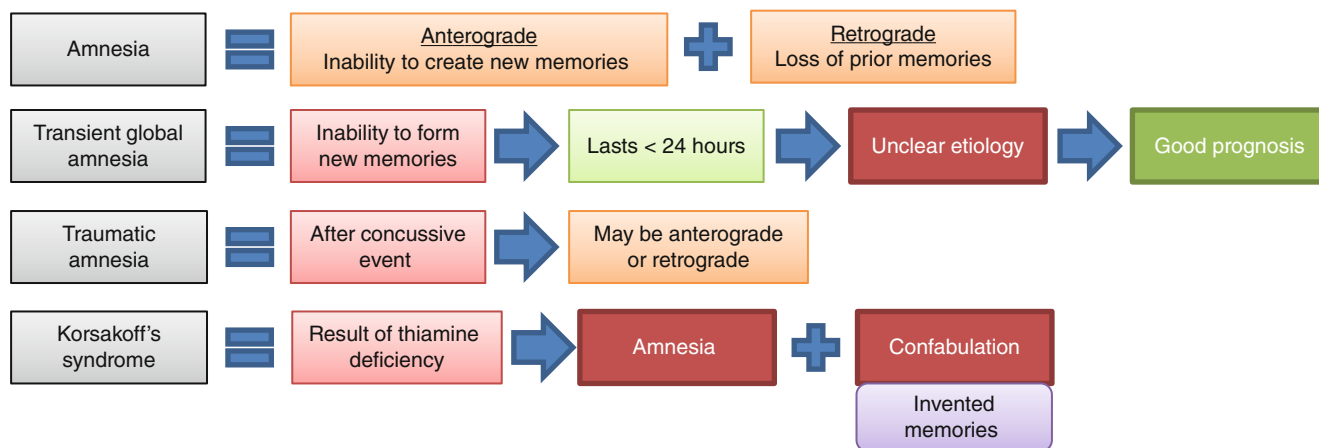 Amnesia
Anterograde
Inability to create new memories
Retrograde
Loss of prior memories
Transient global
amnesia
Inability to form
new memories
Lasts < 24 hours
Unclear etiology
Good prognosis
Traumatic
amnesia
After concussive
event
May be anterograde
or retrograde
Korsakoff's
syndrome
Result of thiamine
deficiency
Amnesia
Confabulation
Invented
memories